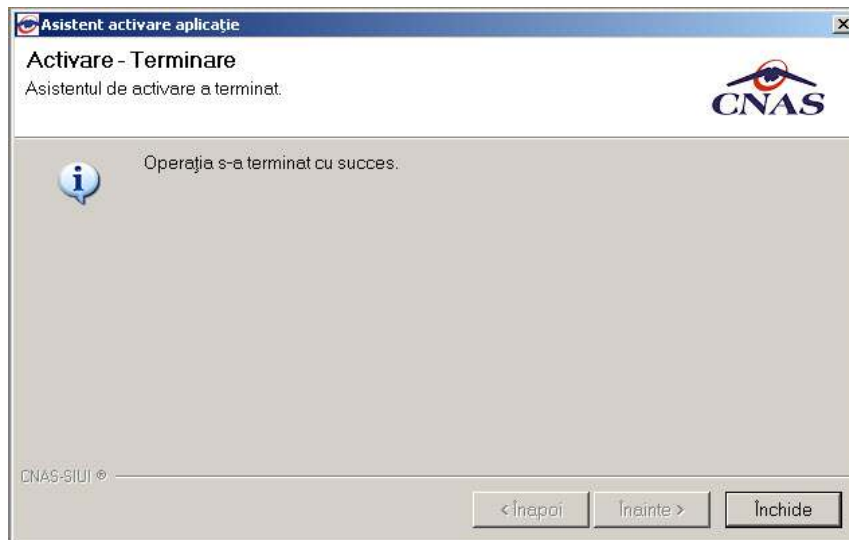 Asistent activare aplicaţie
Activare - Terminare
Asistentul de activare a terminat.
CNAS
Operaţia s-a terminat cu succes.
CNAS-SIUI ®
< Înapoi
Înainte >
Închide